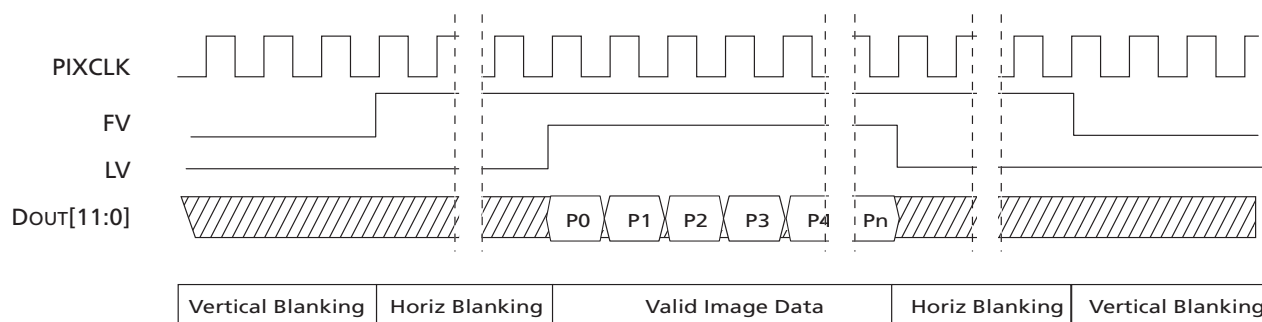 PIXCLK
FV
LV
DOUT[11:0]
P0 P1 P2 P3 P4 Pn
Vertical Blanking Horiz Blanking Valid Image Data Horiz Blanking Vertical Blanking